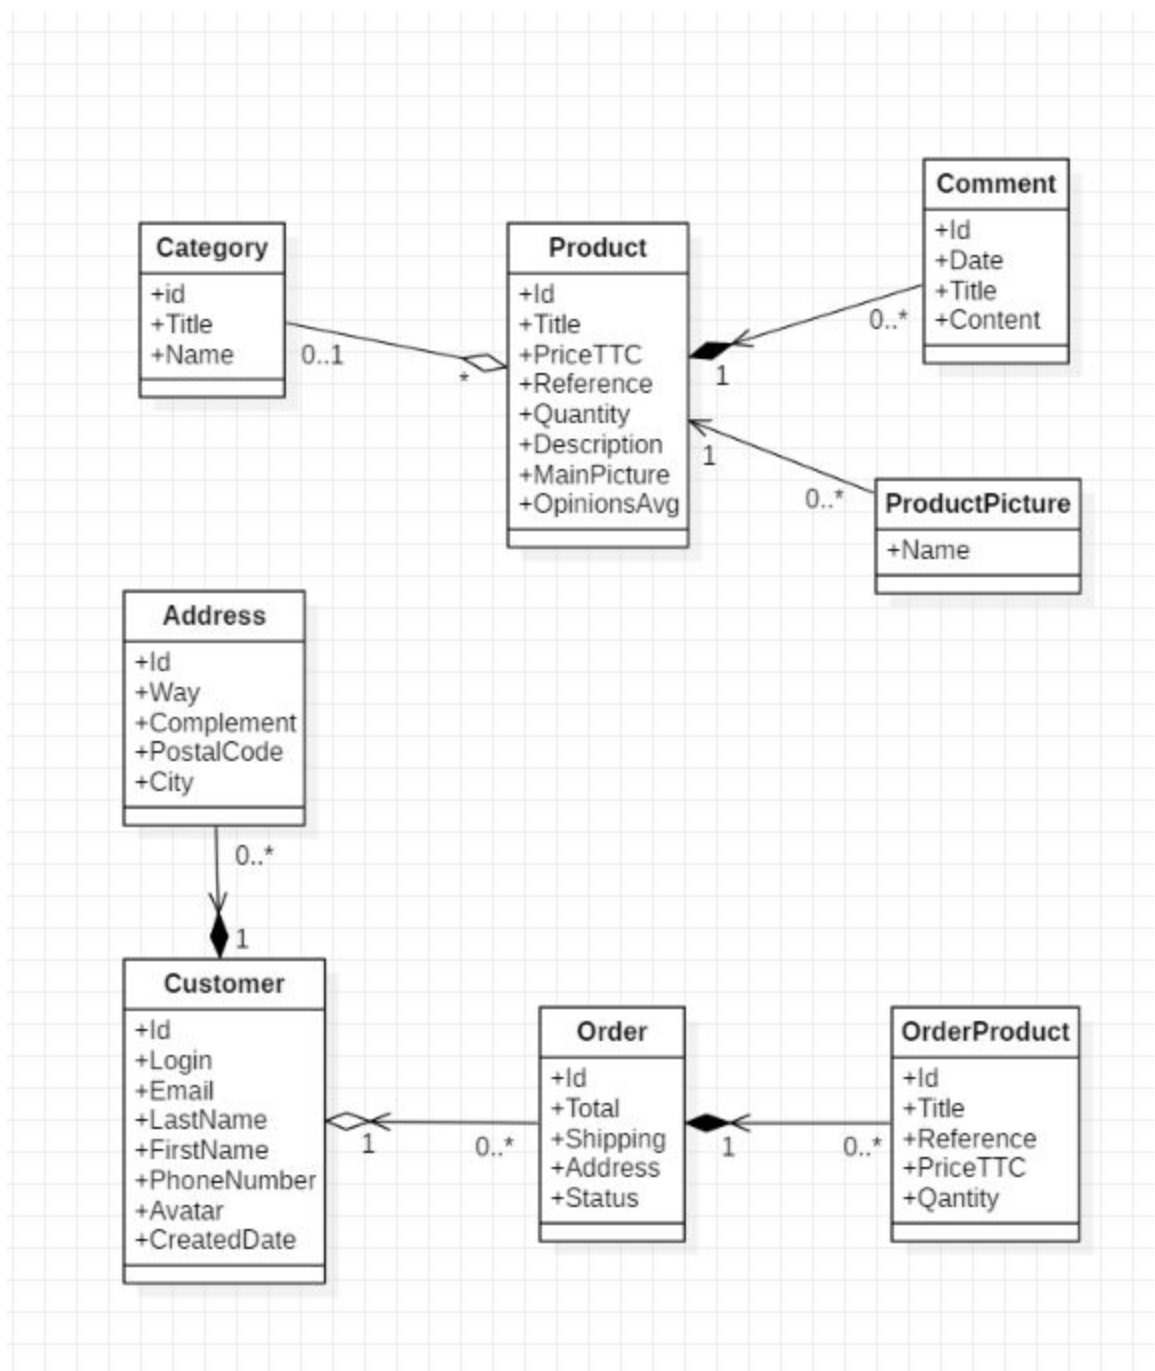 Comment
+Id
+Date
+Title
+Content
Category
+id
+Title
+Name
0..1
*
Product
+Id
+Title
+PriceTTC
+Reference
+Quantity
+Description
+MainPicture
+OpinionsAvg
0..*
1
1
0..*
ProductPicture
+Name
Address
+Id
+Way
+Complement
+PostalCode
+City
0..*
1
Customer
+Id
+Login
+Email
+LastName
+FirstName
+PhoneNumber
+Avatar
+CreatedDate
1
0..*
Order
+Id
+Total
+Shipping
+Address
+Status
1
0..*
OrderProduct
+Id
+Title
+Reference
+PriceTTC
+Qantity